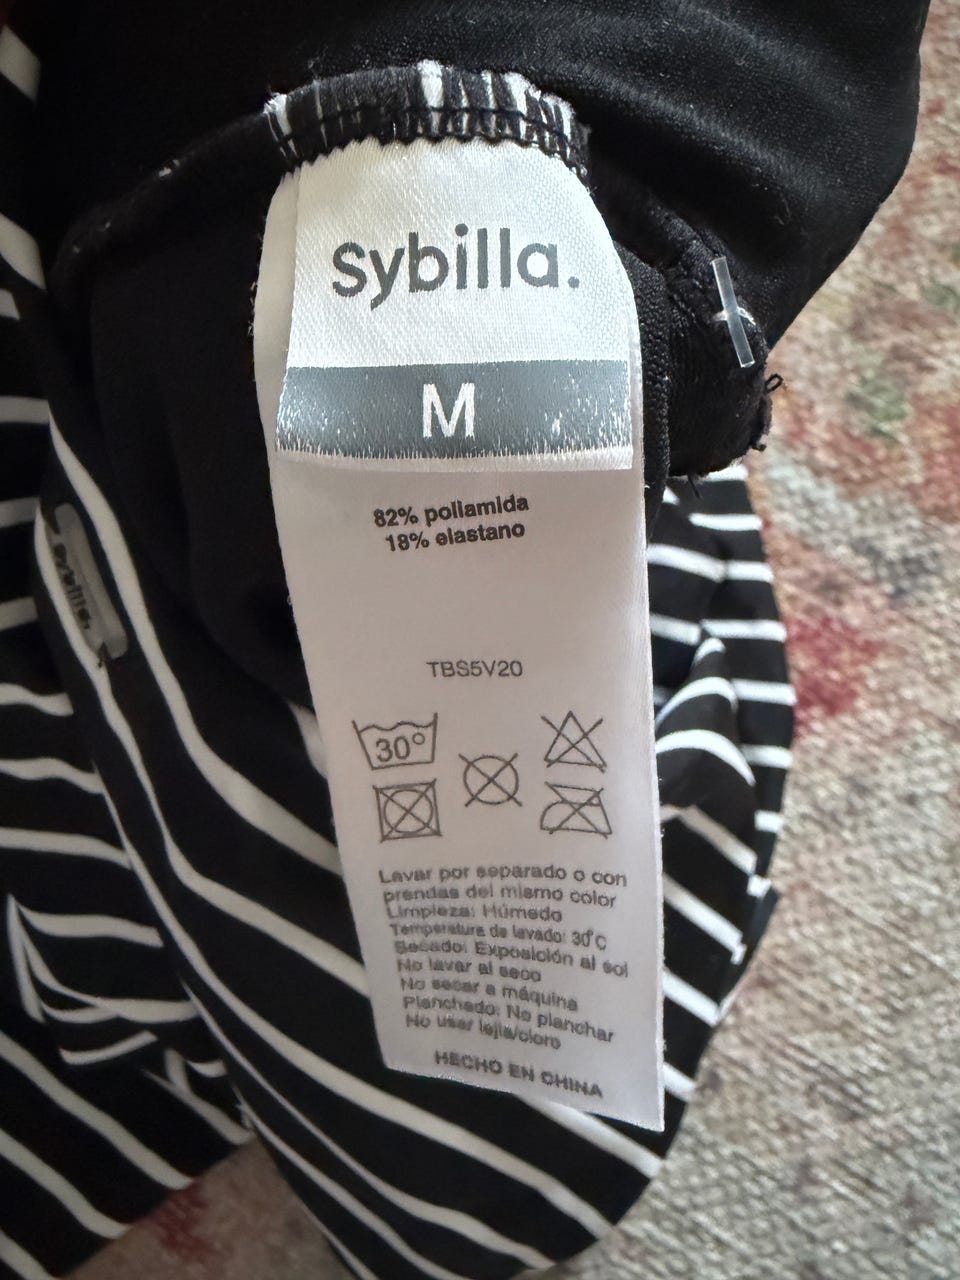 Sybilla.
M
82% poliamida
18% elastano
TBS5V20
30°
Lavar por separado o con
prendas del mismo color
Limpieza: Húmedo
Temperatura de lavado: 30°C
Secado: Exposición al sol
No lavar al seco
No secar a máquina
Planchado: No planchar
No usar lejía/cloro
HECHO EN CHINA
sybilla.